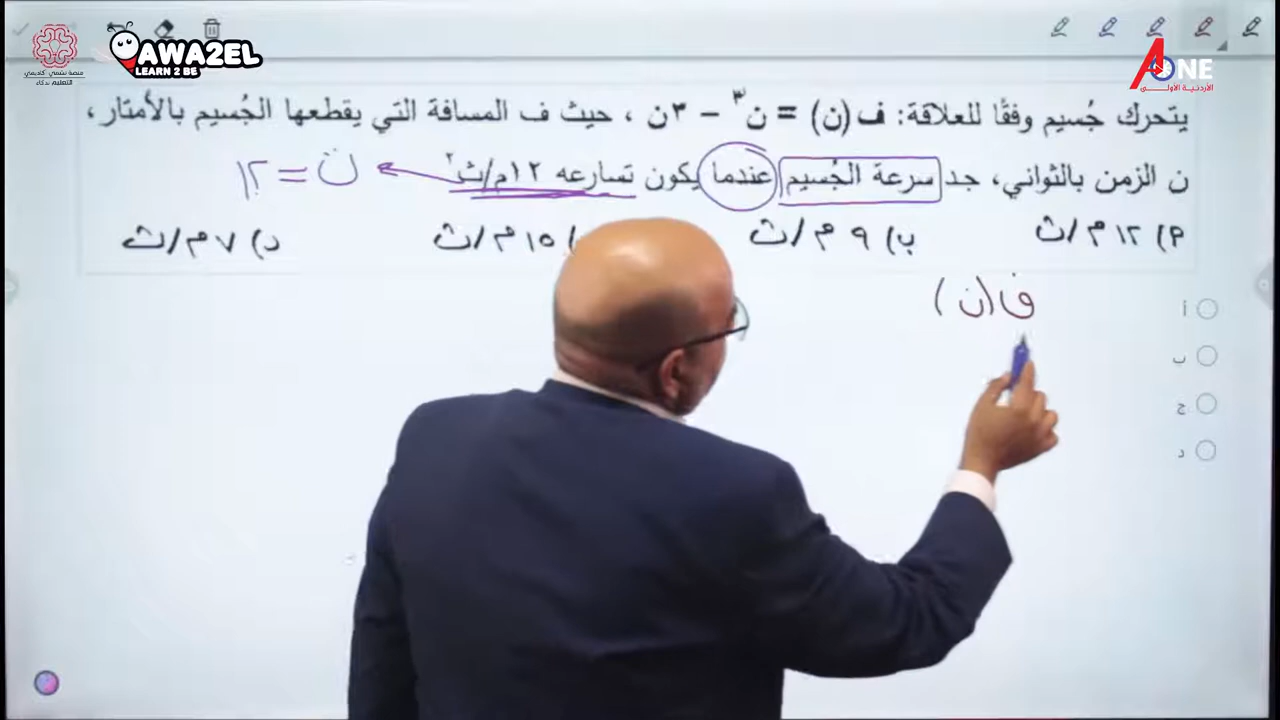 AWA2EL
LEARN 2 BE
A ONE
الأردنية الأولى
يتحرك جُسيم وفقًا للعلاقة: ف (ن) = ن٣ − ٣ن ، حيث ف المسافة التي يقطعها الجُسيم بالأمتار،
ن الزمن بالثواني، جد سرعة الجُسيم عندما يكون تسارعه ١٢م/ث٢
= ١٢
أ) ١٢ م/ث
ب) ٩ م/ث
١٥ م/ث
د) ٧ م/ث
ف(ن)
أ
ب
ج
د